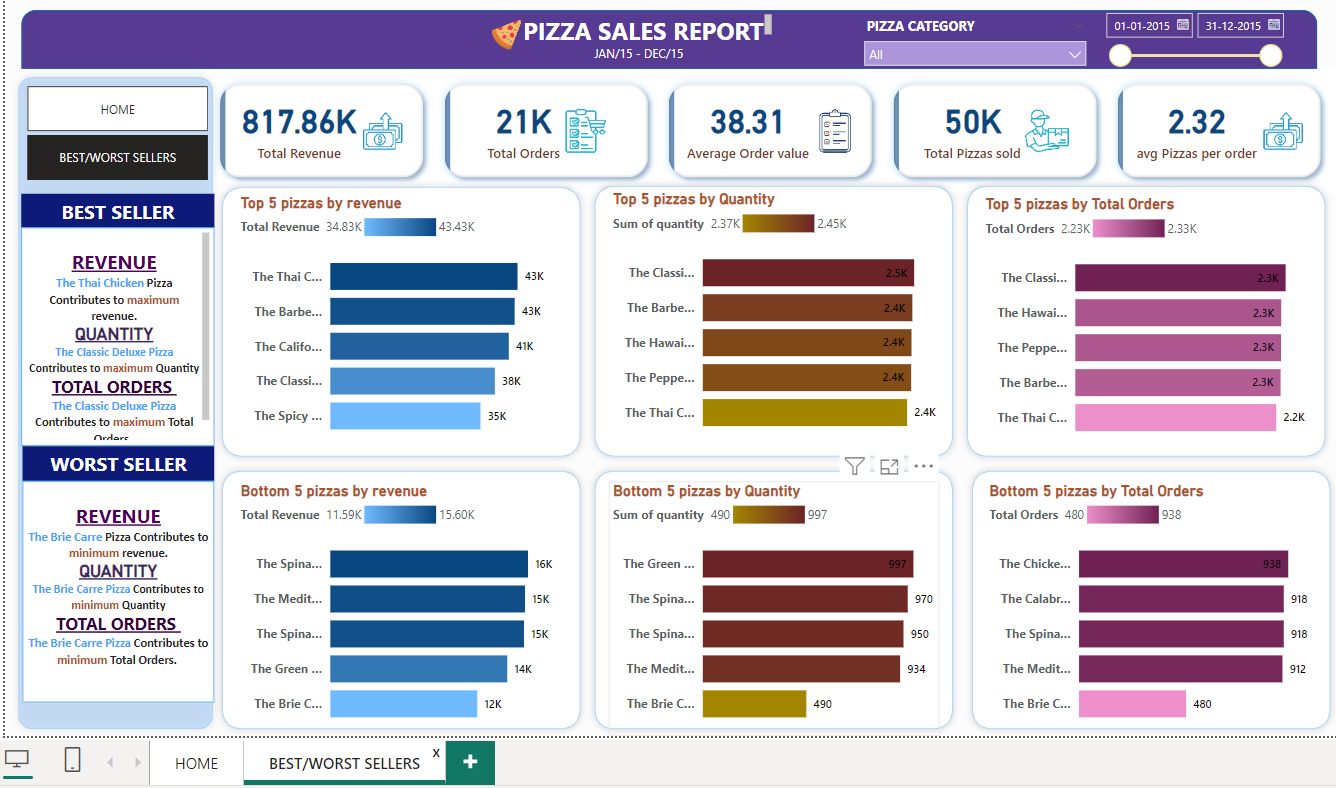 PIZZA SALES REPORT
JAN/15 - DEC/15
PIZZA CATEGORY
All
01-01-2015
31-12-2015
HOME
BEST/WORST SELLERS
817.86K
Total Revenue
21K
Total Orders
38.31
Average Order value
50K
Total Pizzas sold
2.32
avg Pizzas per order
BEST SELLER
REVENUE
The Thai Chicken Pizza
Contributes to maximum
revenue.
QUANTITY
The Classic Deluxe Pizza
Contributes to maximum Quantity
TOTAL ORDERS
The Classic Deluxe Pizza
Contributes to maximum Total
Orders
WORST SELLER
REVENUE
The Brie Carre Pizza Contributes to
minimum revenue.
QUANTITY
The Brie Carre Pizza Contributes to
minimum Quantity
TOTAL ORDERS
The Brie Carre Pizza Contributes to
minimum Total Orders.
Top 5 pizzas by revenue
Total Revenue 34.83K 43.43K
The Thai C... 43K
The Barbe... 43K
The Califo... 41K
The Classi... 38K
The Spicy ... 35K
Top 5 pizzas by Quantity
Sum of quantity 2.37K 2.45K
The Classi... 2.5K
The Barbe... 2.4K
The Hawai... 2.4K
The Peppe... 2.4K
The Thai C... 2.4K
Top 5 pizzas by Total Orders
Total Orders 2.23K 2.33K
The Classi... 2.3K
The Hawai... 2.3K
The Peppe... 2.3K
The Barbe... 2.3K
The Thai C... 2.2K
Bottom 5 pizzas by revenue
Total Revenue 11.59K 15.60K
The Spina... 16K
The Medit... 15K
The Spina... 15K
The Green ... 14K
The Brie C... 12K
Bottom 5 pizzas by Quantity
Sum of quantity 490 997
The Green ... 997
The Spina... 970
The Spina... 950
The Medit... 934
The Brie C... 490
Bottom 5 pizzas by Total Orders
Total Orders 480 938
The Chicke... 938
The Calabr... 918
The Spina... 918
The Medit... 912
The Brie C... 480
HOME
BEST/WORST SELLERS
x
+